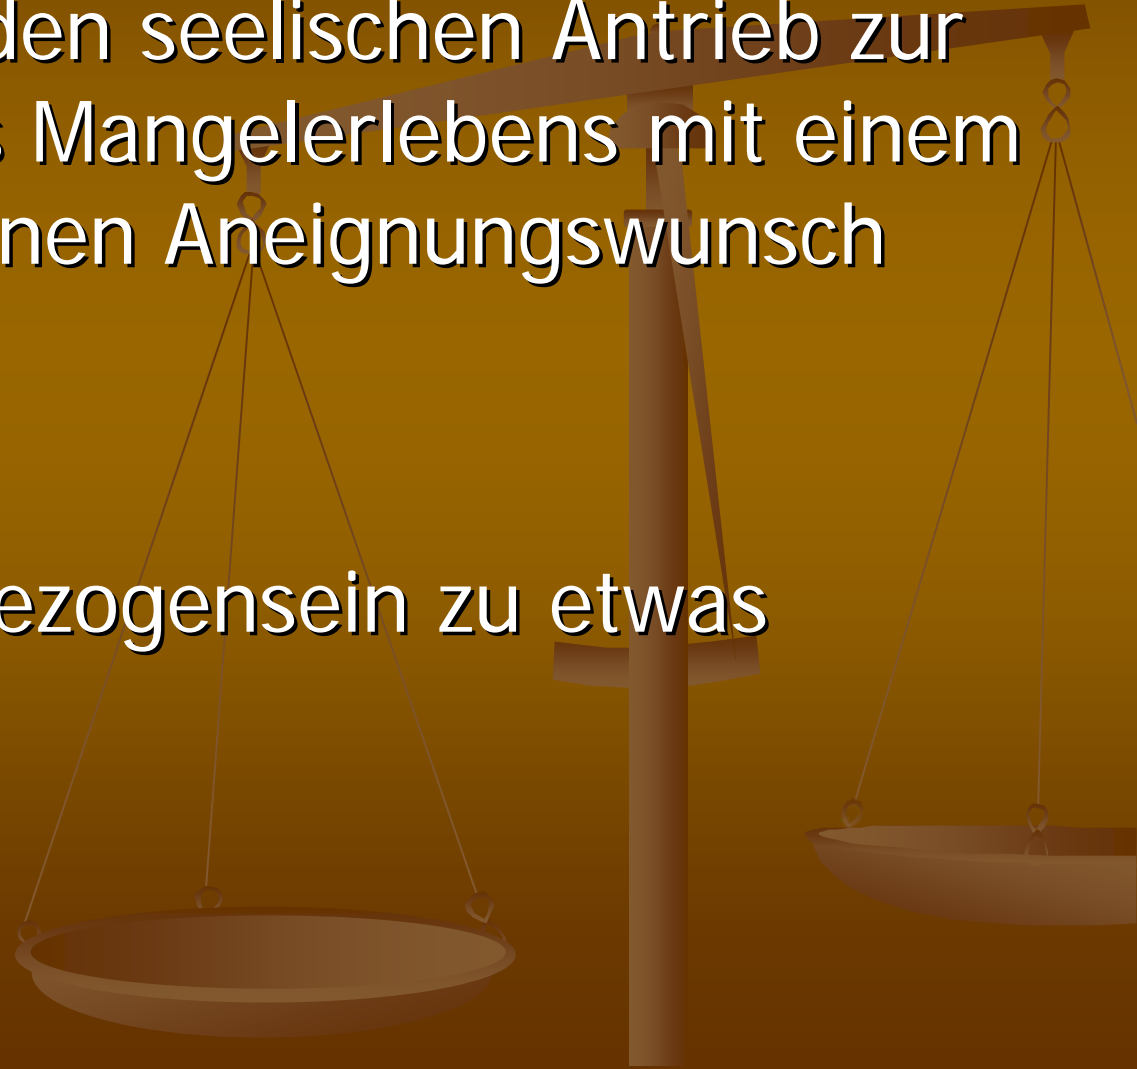 den seelischen Antrieb zur
s Mangelerlebens mit einem
nen Aneignungswunsch
ezogensein zu etwas